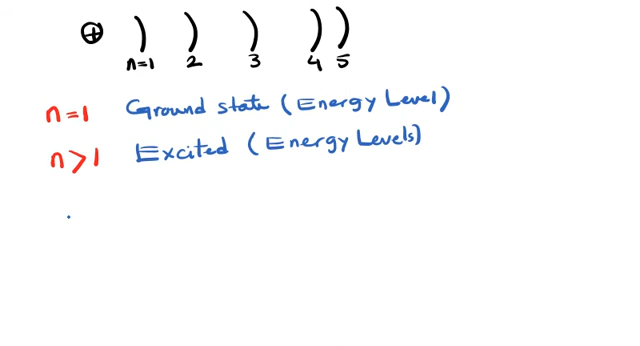 ⊕ ) ) ) ) )
n=1 2 3 4 5
n=1 Ground state (Energy Level)
n>1 Excited (Energy Levels)